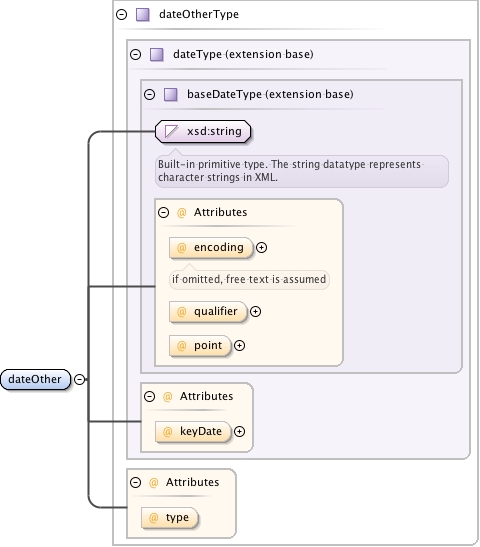 dateOtherType
dateType (extension base)
baseDateType (extension base)
xsd:string
Built-in primitive type. The string datatype represents
character strings in XML.
@ Attributes
@ encoding
if omitted, free text is assumed
@ qualifier
@ point
dateOther
@ Attributes
@ keyDate
@ Attributes
@ type